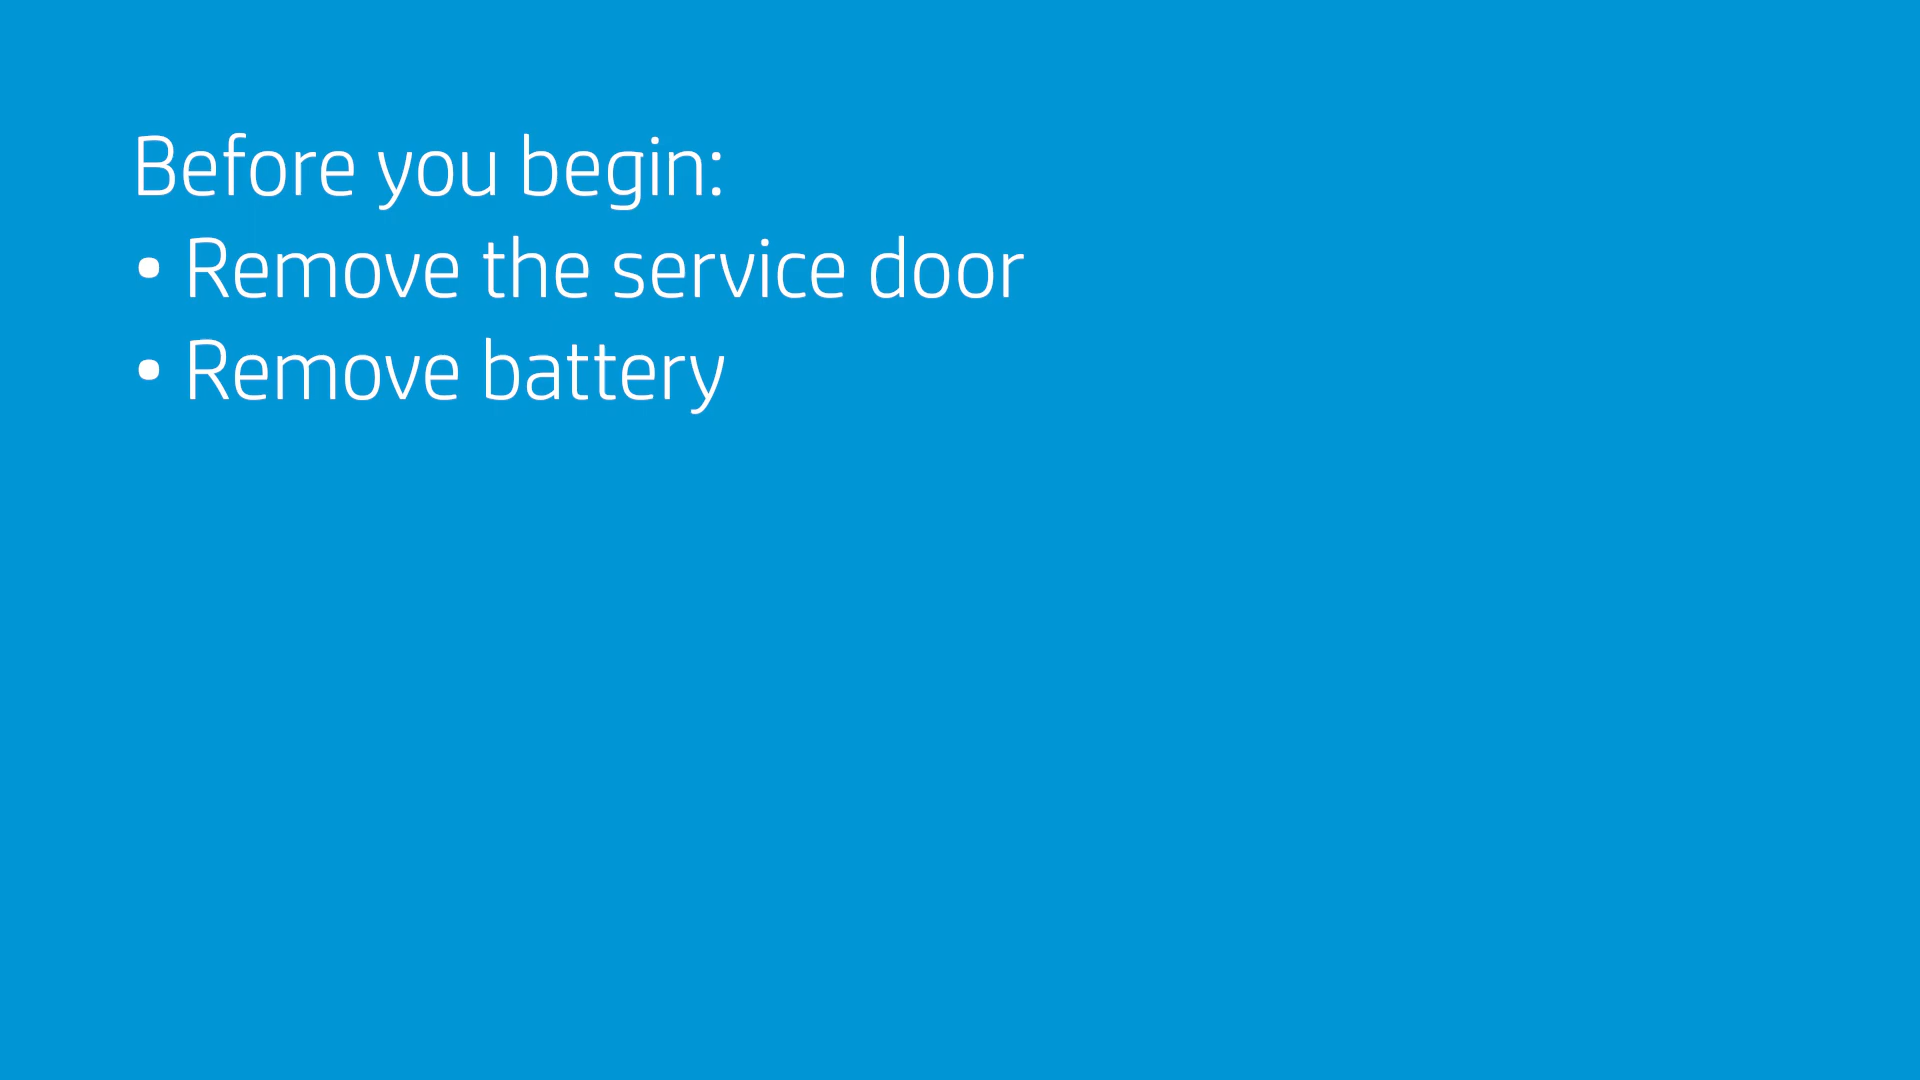 Before you begin:
• Remove the service door
• Remove battery